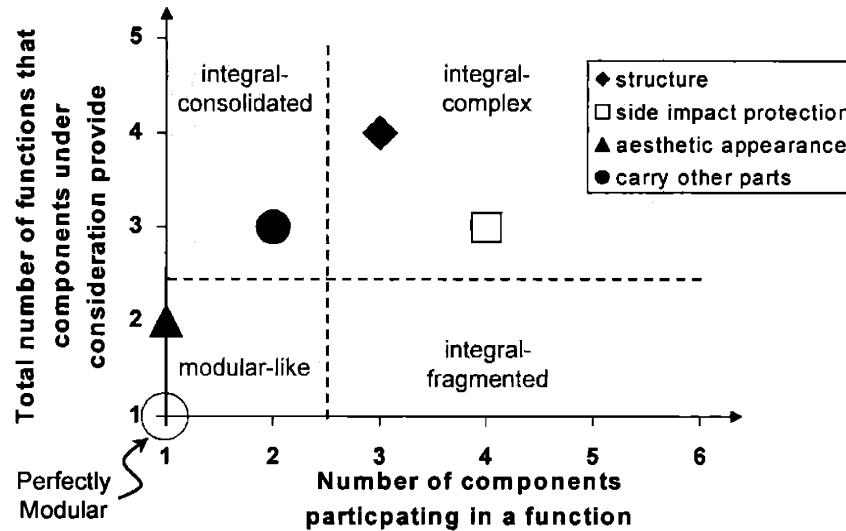 Total number of functions that
components under
consideration provide
5
4
3
2
1
integral-
consolidated
integral-
complex
modular-like
integral-
fragmented
structure
side impact protection
aesthetic appearance
carry other parts
1 2 3 4 5 6
Perfectly
Modular
Number of components
particpating in a function